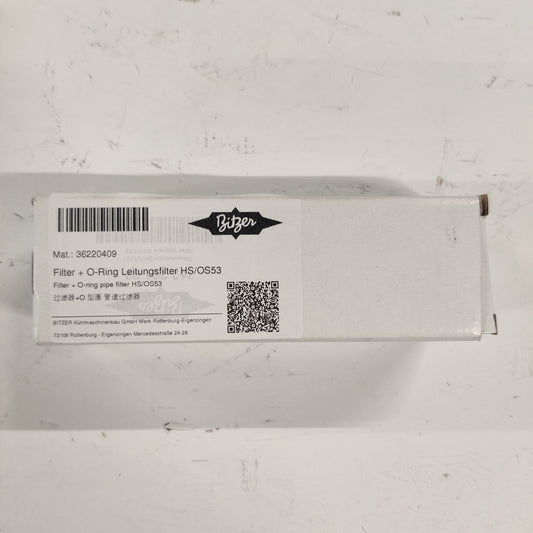 Bitzer
Mat.: 36220409
Filter + O-Ring Leitungsfilter HS/OS53
Filter + O-ring pipe filter HS/OS53
过滤器+O 型圈 管道过滤器
BITZER Kühlmaschinenbau GmbH Werk Rottenburg-Ergenzingen
72108 Rottenburg - Ergenzingen Mercedesstraße 24-28